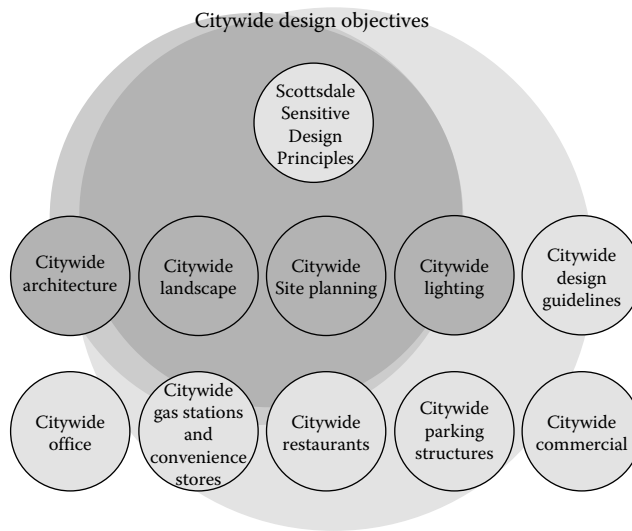 Citywide design objectives
Scottsdale
Sensitive
Design
Principles
Citywide
architecture
Citywide
landscape
Citywide
Site planning
Citywide
lighting
Citywide
design
guidelines
Citywide
office
Citywide
gas stations
and
convenience
stores
Citywide
restaurants
Citywide
parking
structures
Citywide
commercial